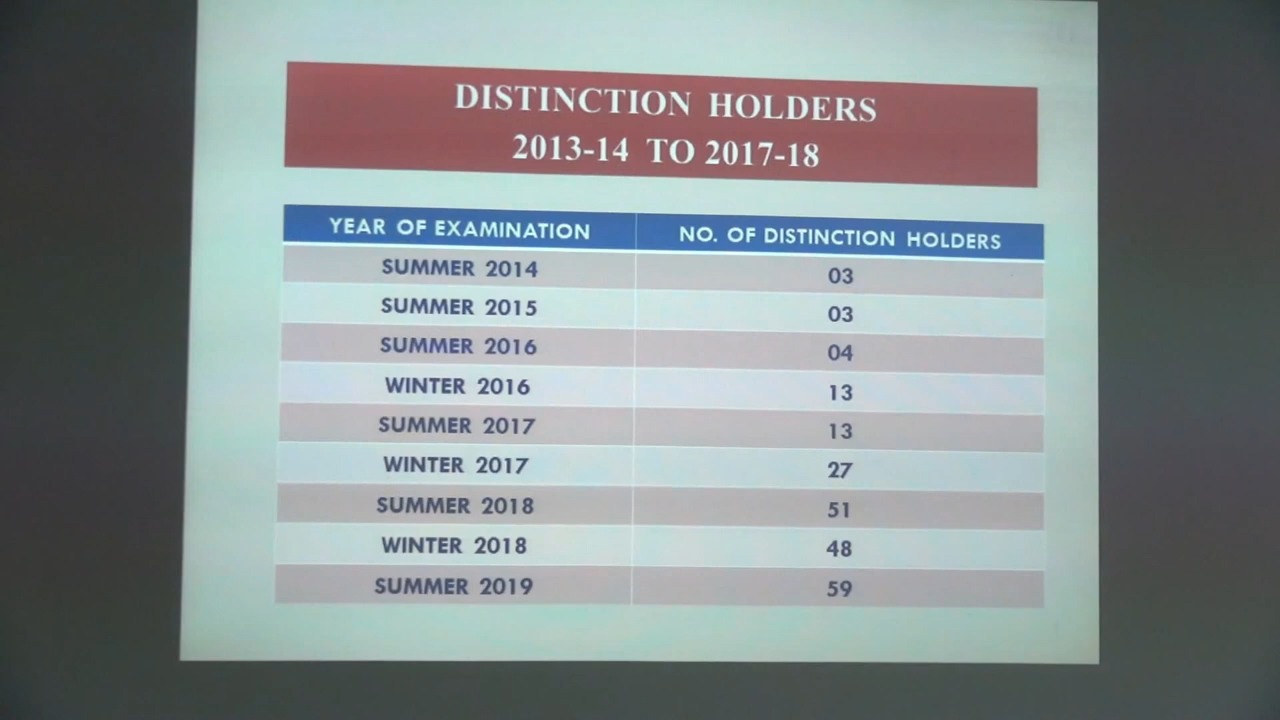 DISTINCTION HOLDERS
2013-14 TO 2017-18
YEAR OF EXAMINATION NO. OF DISTINCTION HOLDERS
SUMMER 2014 03
SUMMER 2015 03
SUMMER 2016 04
WINTER 2016 13
SUMMER 2017 13
WINTER 2017 27
SUMMER 2018 51
WINTER 2018 48
SUMMER 2019 59